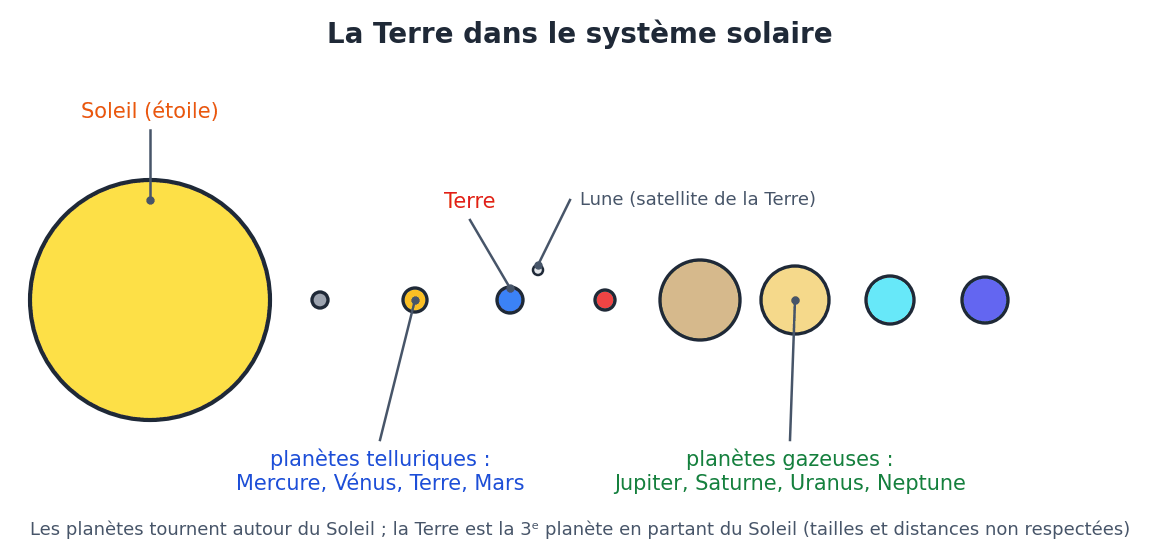 La Terre dans le système solaire
Soleil (étoile)
Terre
Lune (satellite de la Terre)
planètes telluriques :
Mercure, Vénus, Terre, Mars
planètes gazeuses :
Jupiter, Saturne, Uranus, Neptune
Les planètes tournent autour du Soleil ; la Terre est la 3ᵉ planète en partant du Soleil (tailles et distances non respectées)